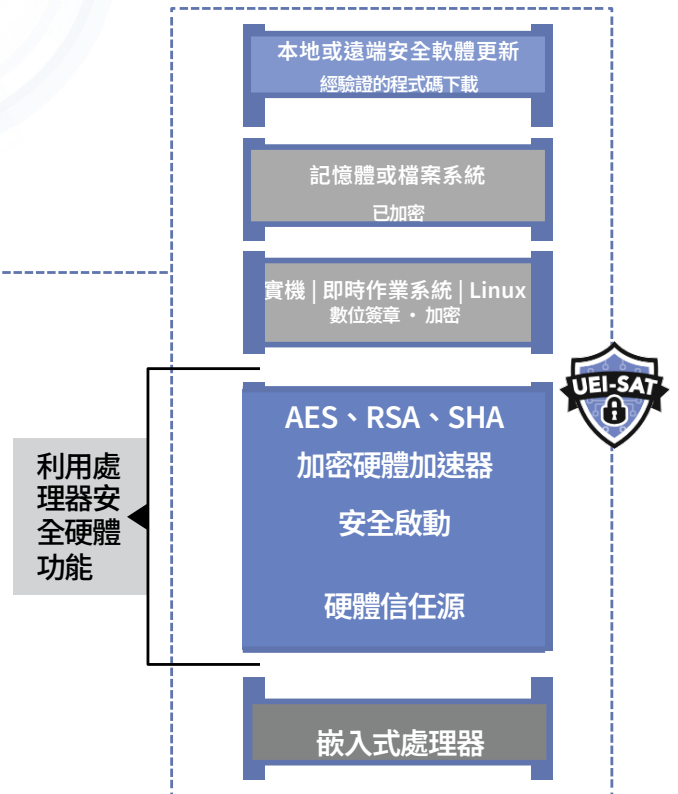 本地或遠端安全軟體更新
經驗證的程式碼下載
記憶體或檔案系統
已加密
實機 | 即時作業系統 | Linux
數位簽章 · 加密
UEI-SAT
AES、RSA、SHA
加密硬體加速器
安全啟動
硬體信任源
利用處
理器安
全硬體
功能
嵌入式處理器